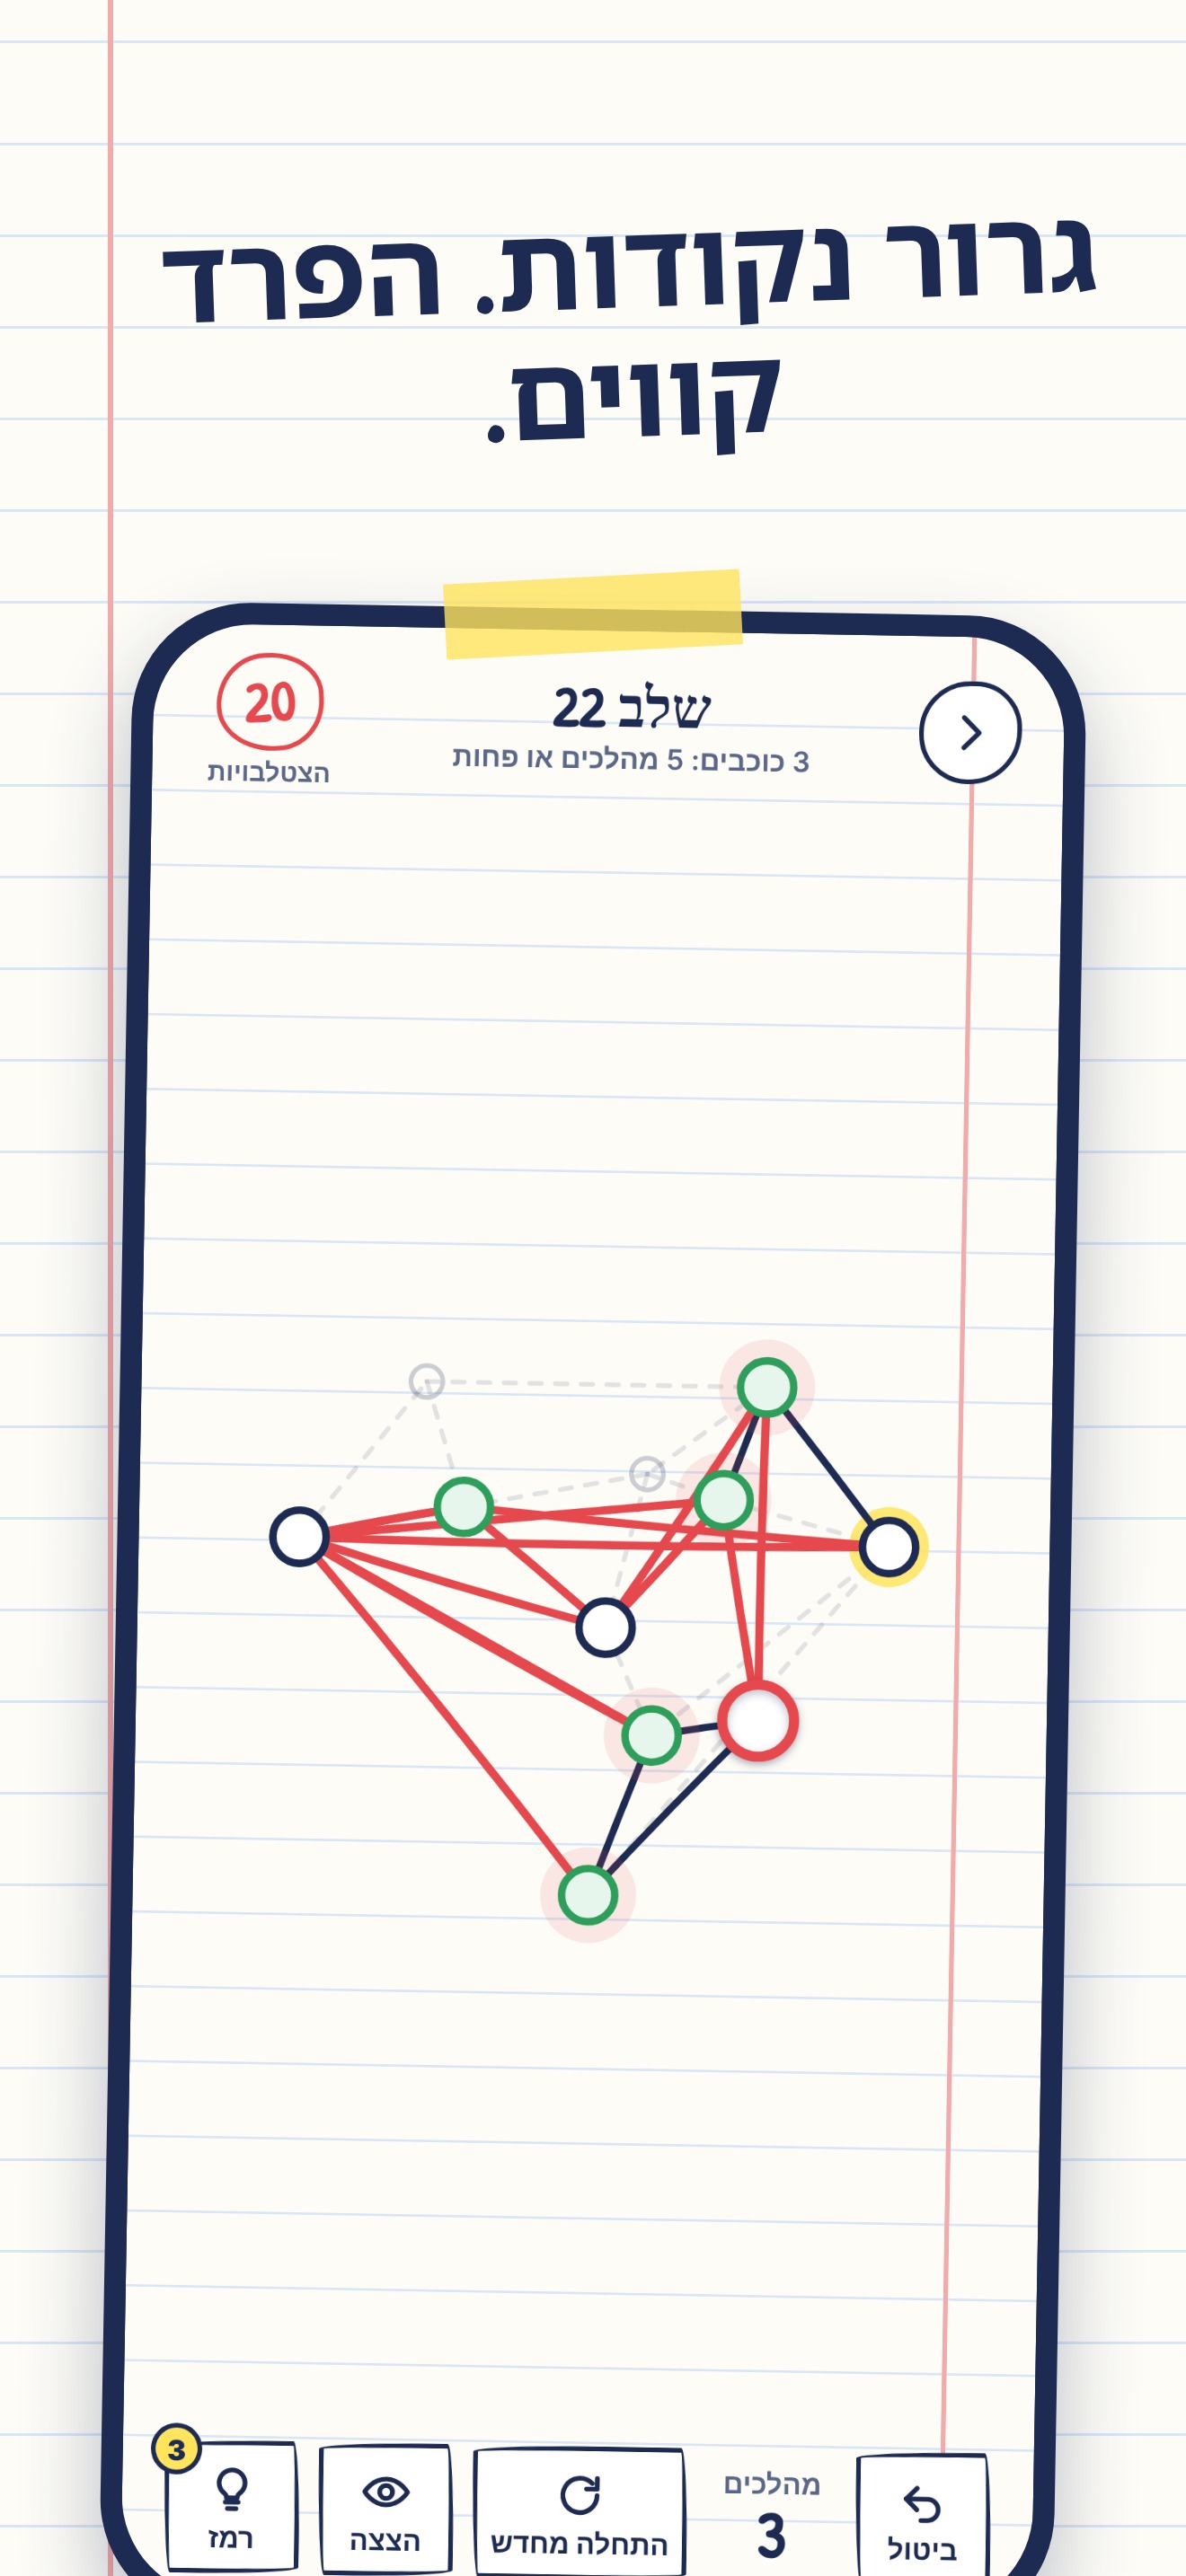 גרור נקודות. הפרד
קווים.
שלב 22
3 כוכבים: 5 מהלכים או פחות
20
הצטלבויות
ביטול
מהלכים
3
התחלה מחדש
הצצה
3
רמז